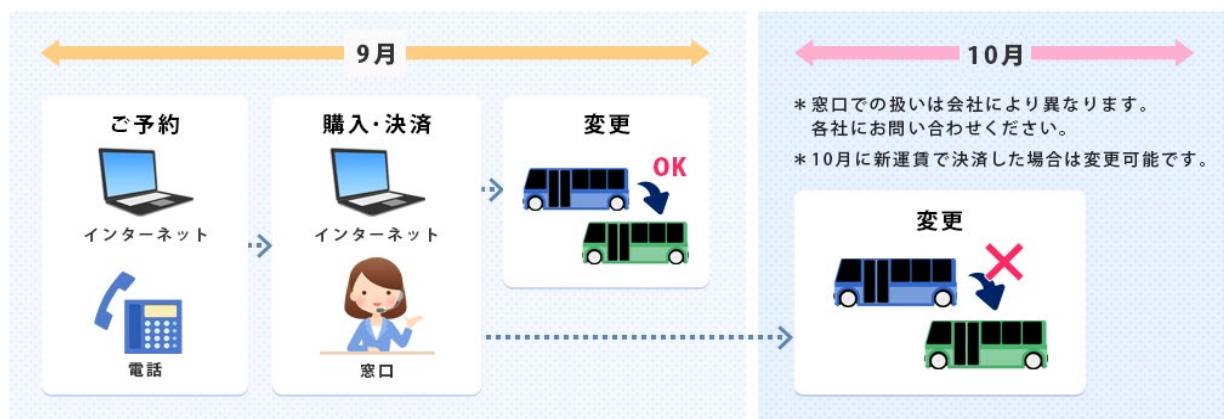 9月
ご予約
インターネット
電話
購入・決済
インターネット
窓口
変更
OK
10月
＊窓口での扱いは会社により異なります。
各社にお問い合わせください。
＊10月に新運賃で決済した場合は変更可能です。
変更